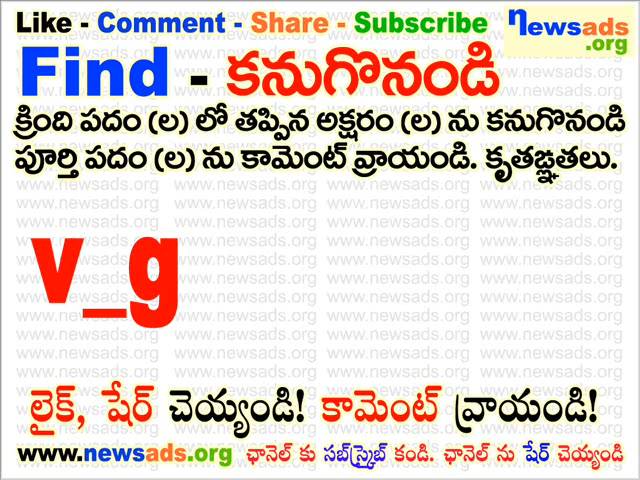 Like - Comment - Share - Subscribe
newsads
.org
Find - కనుగొనండి
క్రింది పదం (ల) లో తప్పిన అక్షరం (ల) ను కనుగొనండి
పూర్తి పదం (ల) ను కామెంట్ వ్రాయండి. కృతఙ్ఞతలు.
v_g
లైక్, షేర్ చెయ్యండి! కామెంట్ వ్రాయండి!
www.newsads.org ఛానెల్ కు సబ్‌స్క్రైబ్ కండి. ఛానెల్ ను షేర్ చెయ్యండి